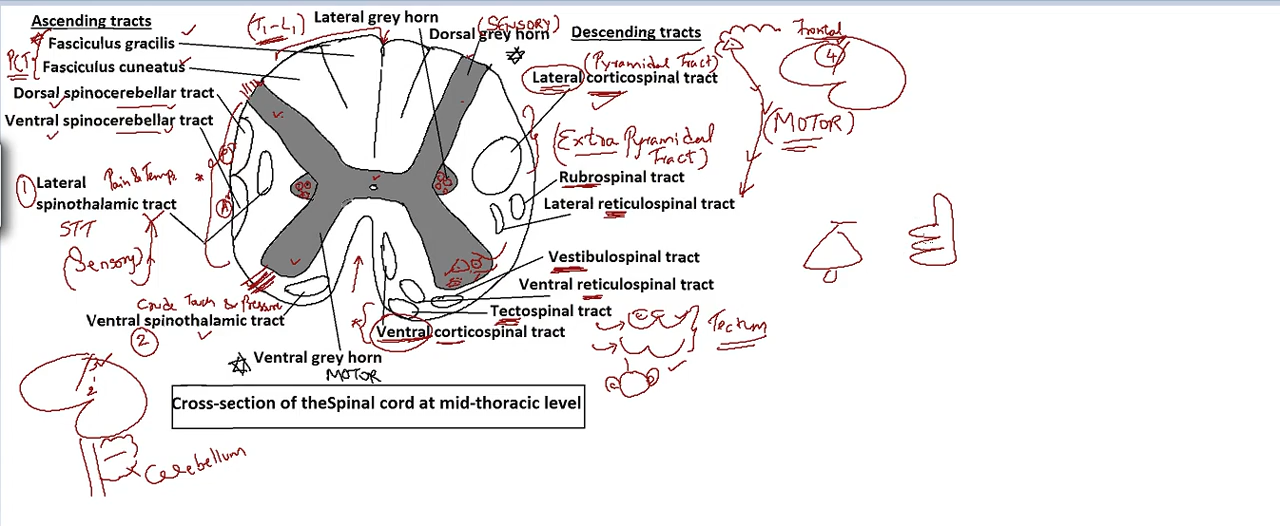 Ascending tracts
Fasciculus gracilis
PCT
Fasciculus cuneatus
Dorsal spinocerebellar tract
Ventral spinocerebellar tract
1 Lateral Pain & Temp.
spinothalamic tract
STT
(Sensory)
Crude Touch & Pressure
Ventral spinothalamic tract
2
(T1-L1)
Lateral grey horn
(SENSORY)
Dorsal grey horn
Descending tracts
(Pyramidal Tract)
Lateral corticospinal tract
(Extra Pyramidal
Tract)
Rubrospinal tract
Lateral reticulospinal tract
Vestibulospinal tract
Ventral reticulospinal tract
Tectospinal tract
Ventral corticospinal tract
Tectum
Ventral grey horn
MOTOR
Frontal
4
(MOTOR)
Cross-section of theSpinal cord at mid-thoracic level
Cerebellum